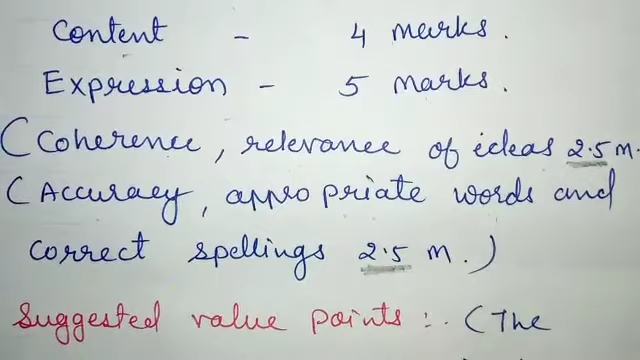 Content - 4 marks.
Expression - 5 marks.
(Coherence, relevance of ideas 2.5 m.
(Accuracy, appropriate words and
correct spellings 2.5 m.)
Suggested value points :- (The